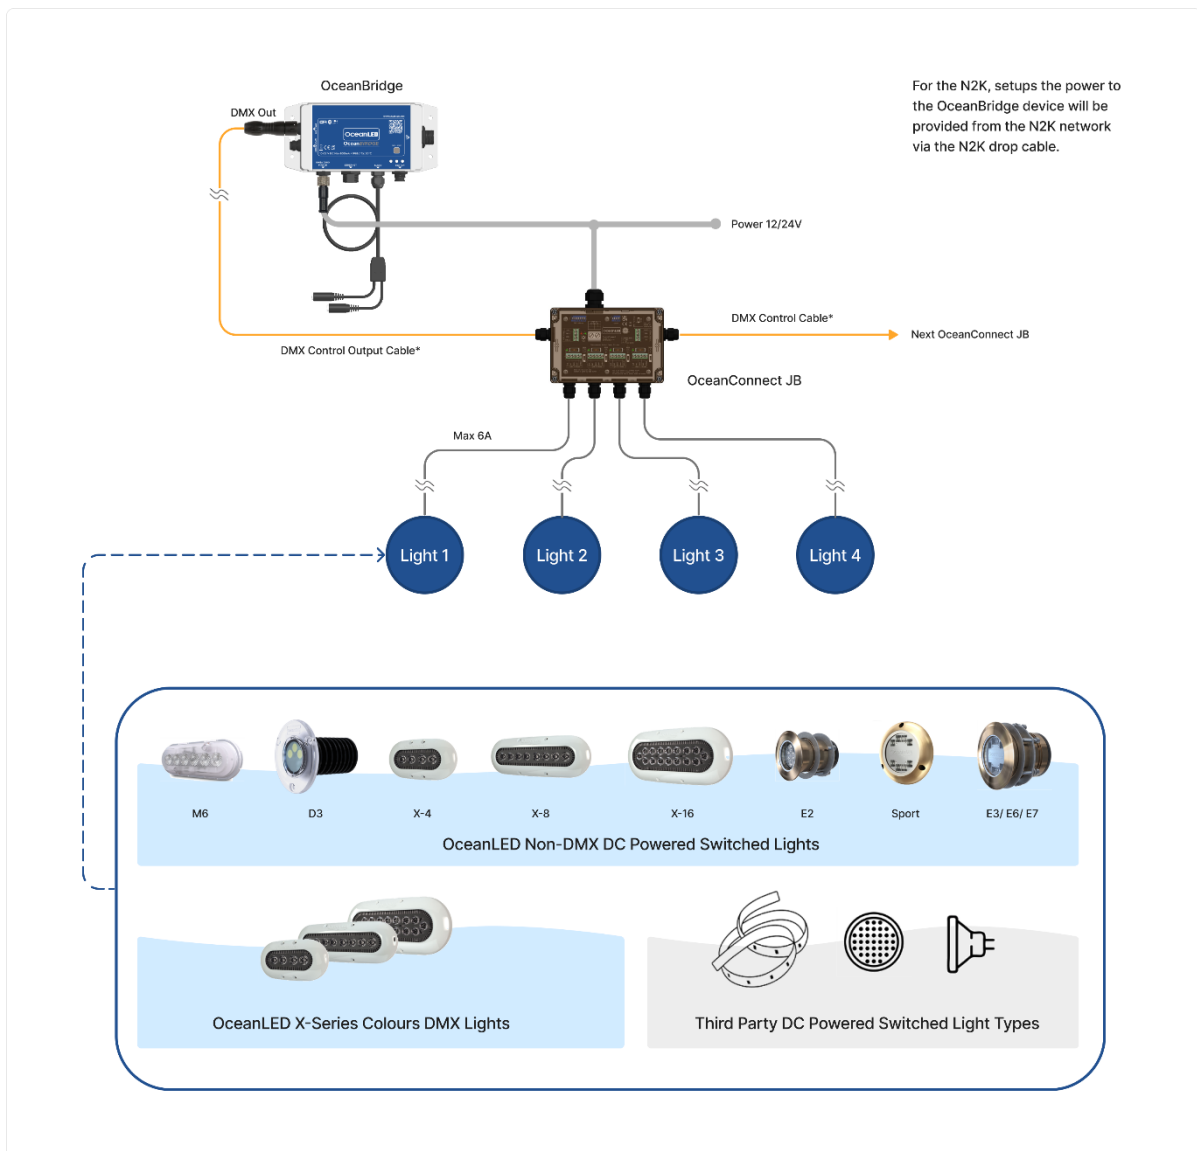 OceanBridge
For the N2K, setups the power to
the OceanBridge device will be
provided from the N2K network
via the N2K drop cable.
DMX Out
OceanLED
OceanBRIDGE
Power 12/24V
DMX Control Cable*
Next OceanConnect JB
DMX Control Output Cable*
OceanConnect JB
Max 6A
Light 1
Light 2
Light 3
Light 4
M6
D3
X-4
X-8
X-16
E2
Sport
E3/ E6/ E7
OceanLED Non-DMX DC Powered Switched Lights
OceanLED X-Series Colours DMX Lights
Third Party DC Powered Switched Light Types